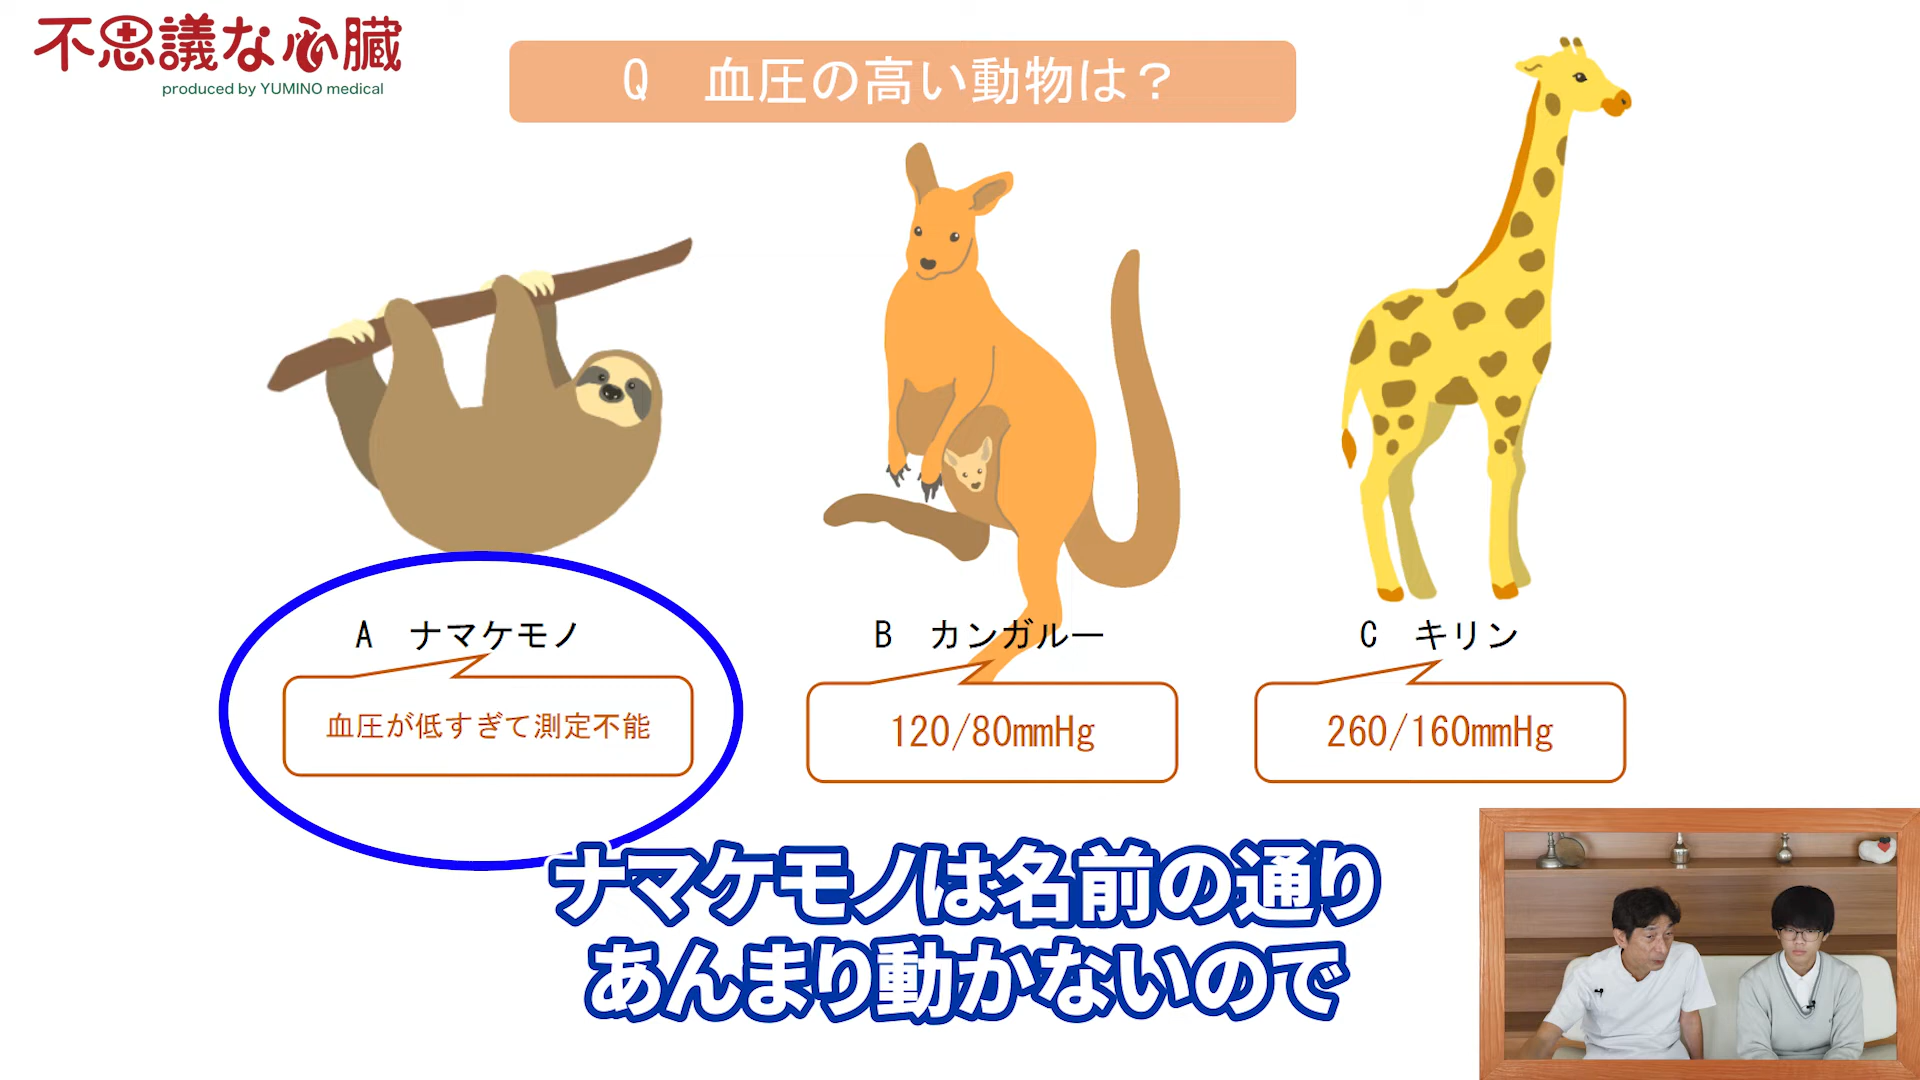 不思議な心臓
produced by YUMINO medical
Q 血圧の高い動物は？
A ナマケモノ
血圧が低すぎて測定不能
B カンガルー
120/80mmHg
C キリン
260/160mmHg
ナマケモノは名前の通り
あんまり動かないので